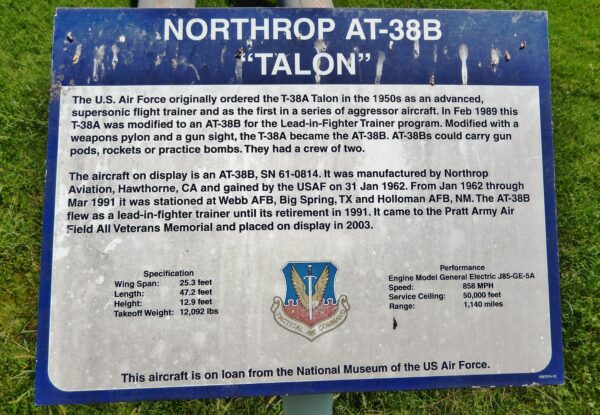 NORTHROP AT-38B
“TALON”
The U.S. Air Force originally ordered the T-38A Talon in the 1950s as an advanced,
supersonic flight trainer and as the first in a series of aggressor aircraft. In Feb 1989 this
T-38A was modified to an AT-38B for the Lead-in-Fighter Trainer program. Modified with a
weapons pylon and a gun sight, the T-38A became the AT-38B. AT-38Bs could carry gun
pods, rockets or practice bombs. They had a crew of two.
The aircraft on display is an AT-38B, SN 61-0814. It was manufactured by Northrop
Aviation, Hawthorne, CA and gained by the USAF on 31 Jan 1962. From Jan 1962 through
Mar 1991 it was stationed at Webb AFB, Big Spring, TX and Holloman AFB, NM. The AT-38B
flew as a lead-in-fighter trainer until its retirement in 1991. It came to the Pratt Army Air
Field All Veterans Memorial and placed on display in 2003.
Specification
Wing Span: 25.3 feet
Length: 47.2 feet
Height: 12.9 feet
Takeoff Weight: 12,092 lbs
TACTICAL AIR COMMAND
Performance
Engine Model General Electric J85-GE-5A
Speed: 858 MPH
Service Ceiling: 50,000 feet
Range: 1,140 miles
This aircraft is on loan from the National Museum of the US Air Force.